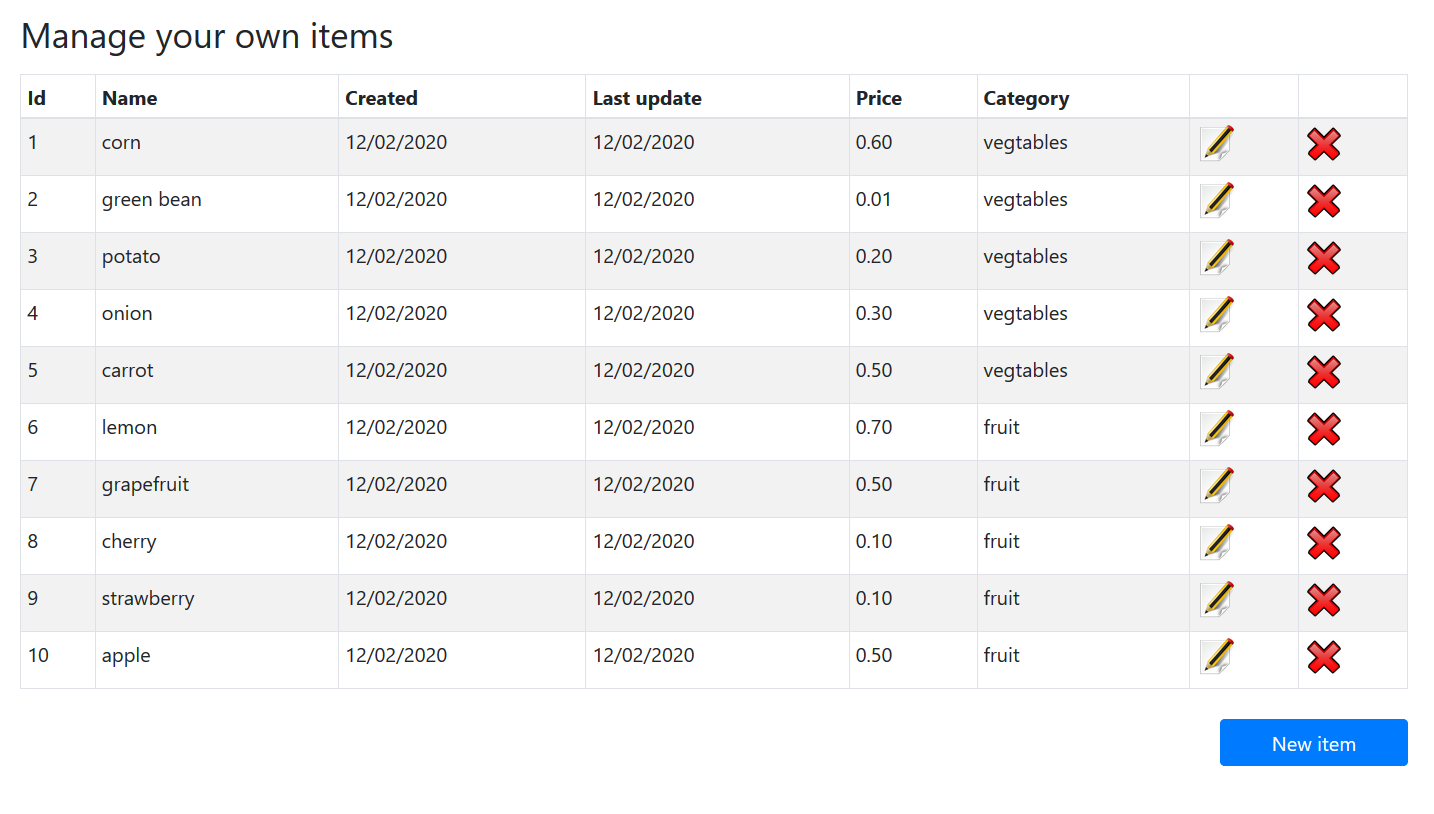 Manage your own items
Id Name Created Last update Price Category
1 corn 12/02/2020 12/02/2020 0.60 vegtables
2 green bean 12/02/2020 12/02/2020 0.01 vegtables
3 potato 12/02/2020 12/02/2020 0.20 vegtables
4 onion 12/02/2020 12/02/2020 0.30 vegtables
5 carrot 12/02/2020 12/02/2020 0.50 vegtables
6 lemon 12/02/2020 12/02/2020 0.70 fruit
7 grapefruit 12/02/2020 12/02/2020 0.50 fruit
8 cherry 12/02/2020 12/02/2020 0.10 fruit
9 strawberry 12/02/2020 12/02/2020 0.10 fruit
10 apple 12/02/2020 12/02/2020 0.50 fruit
New item